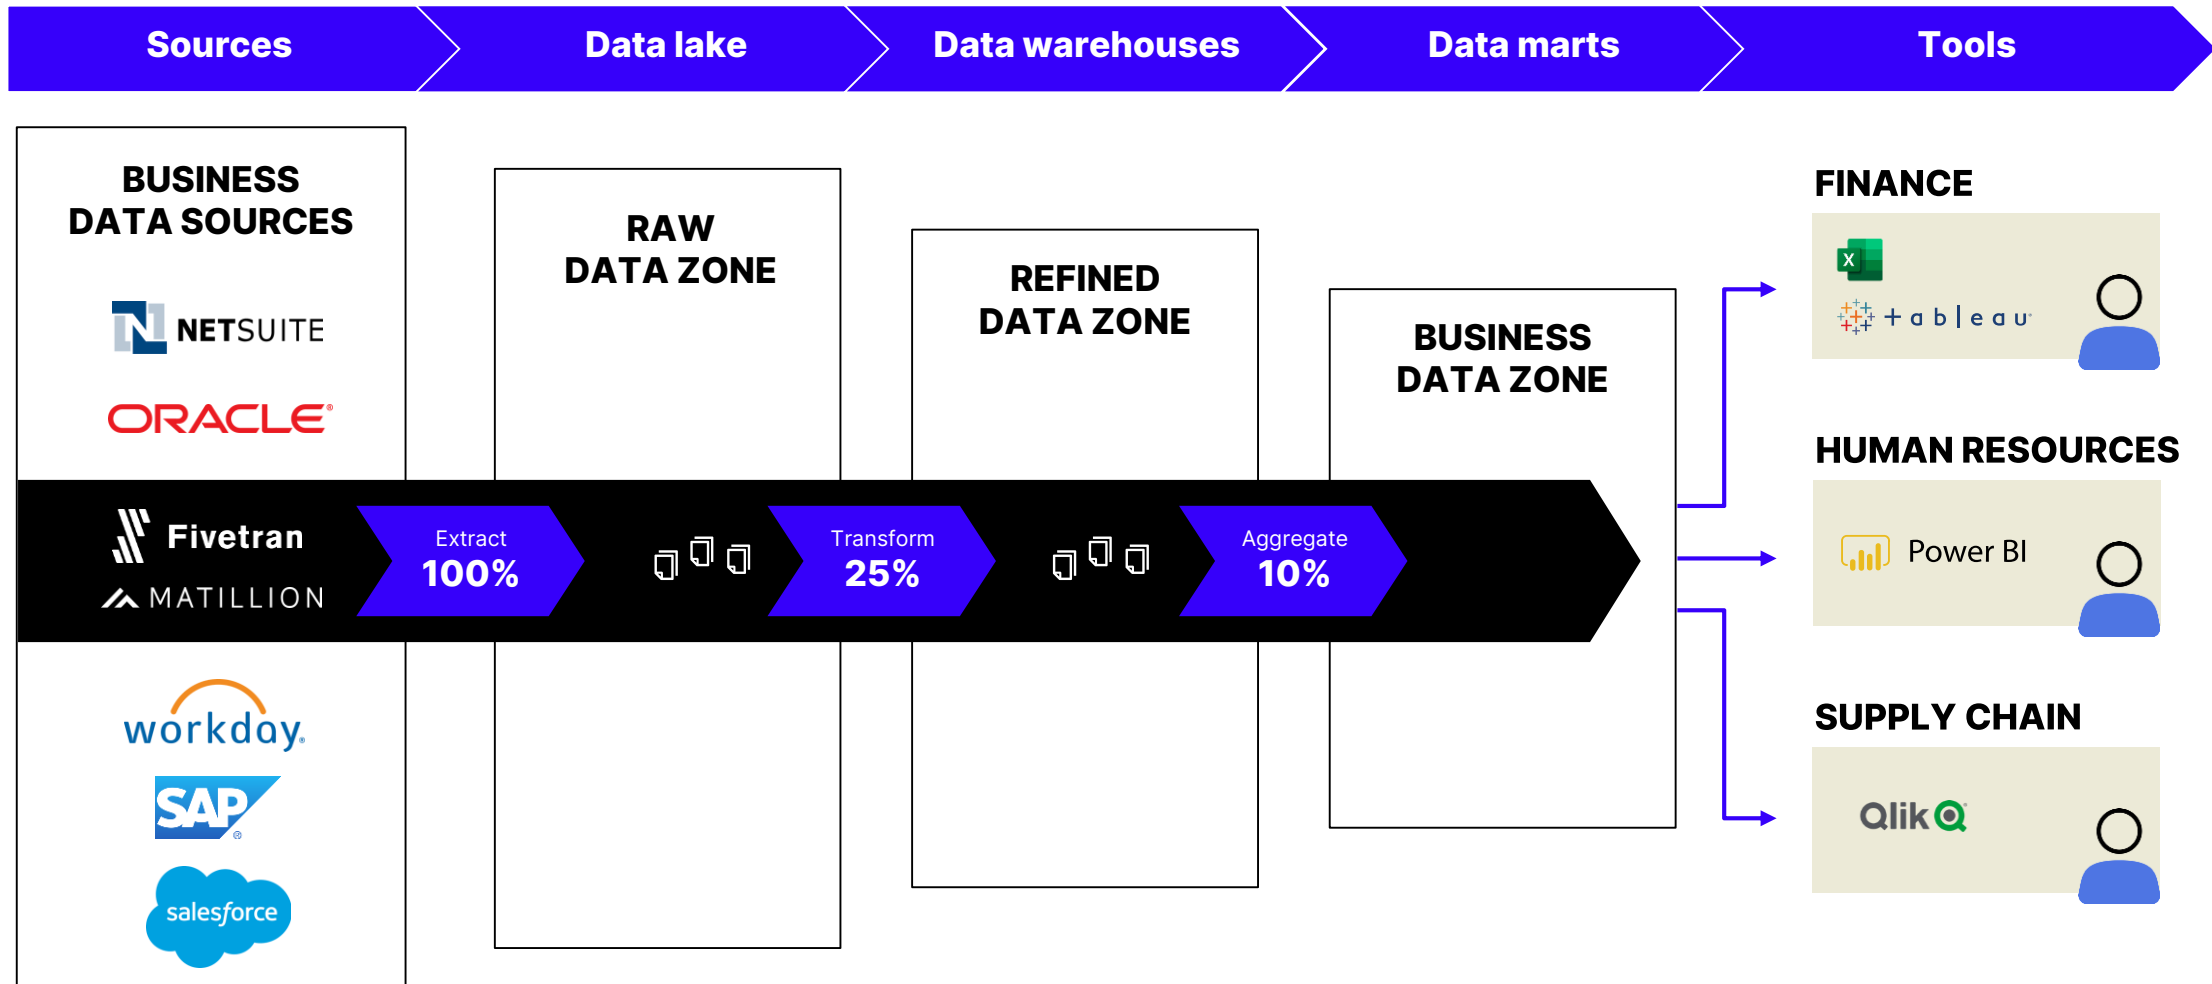 Sources
Data lake
Data warehouses
Data marts
Tools
BUSINESS
DATA SOURCES
NETSUITE
ORACLE®
Fivetran
MATILLION
workday.®
SAP®
salesforce
RAW
DATA ZONE
REFINED
DATA ZONE
BUSINESS
DATA ZONE
Extract
100%
Transform
25%
Aggregate
10%
FINANCE
X
+ableau
HUMAN RESOURCES
Power BI
SUPPLY CHAIN
Qlik